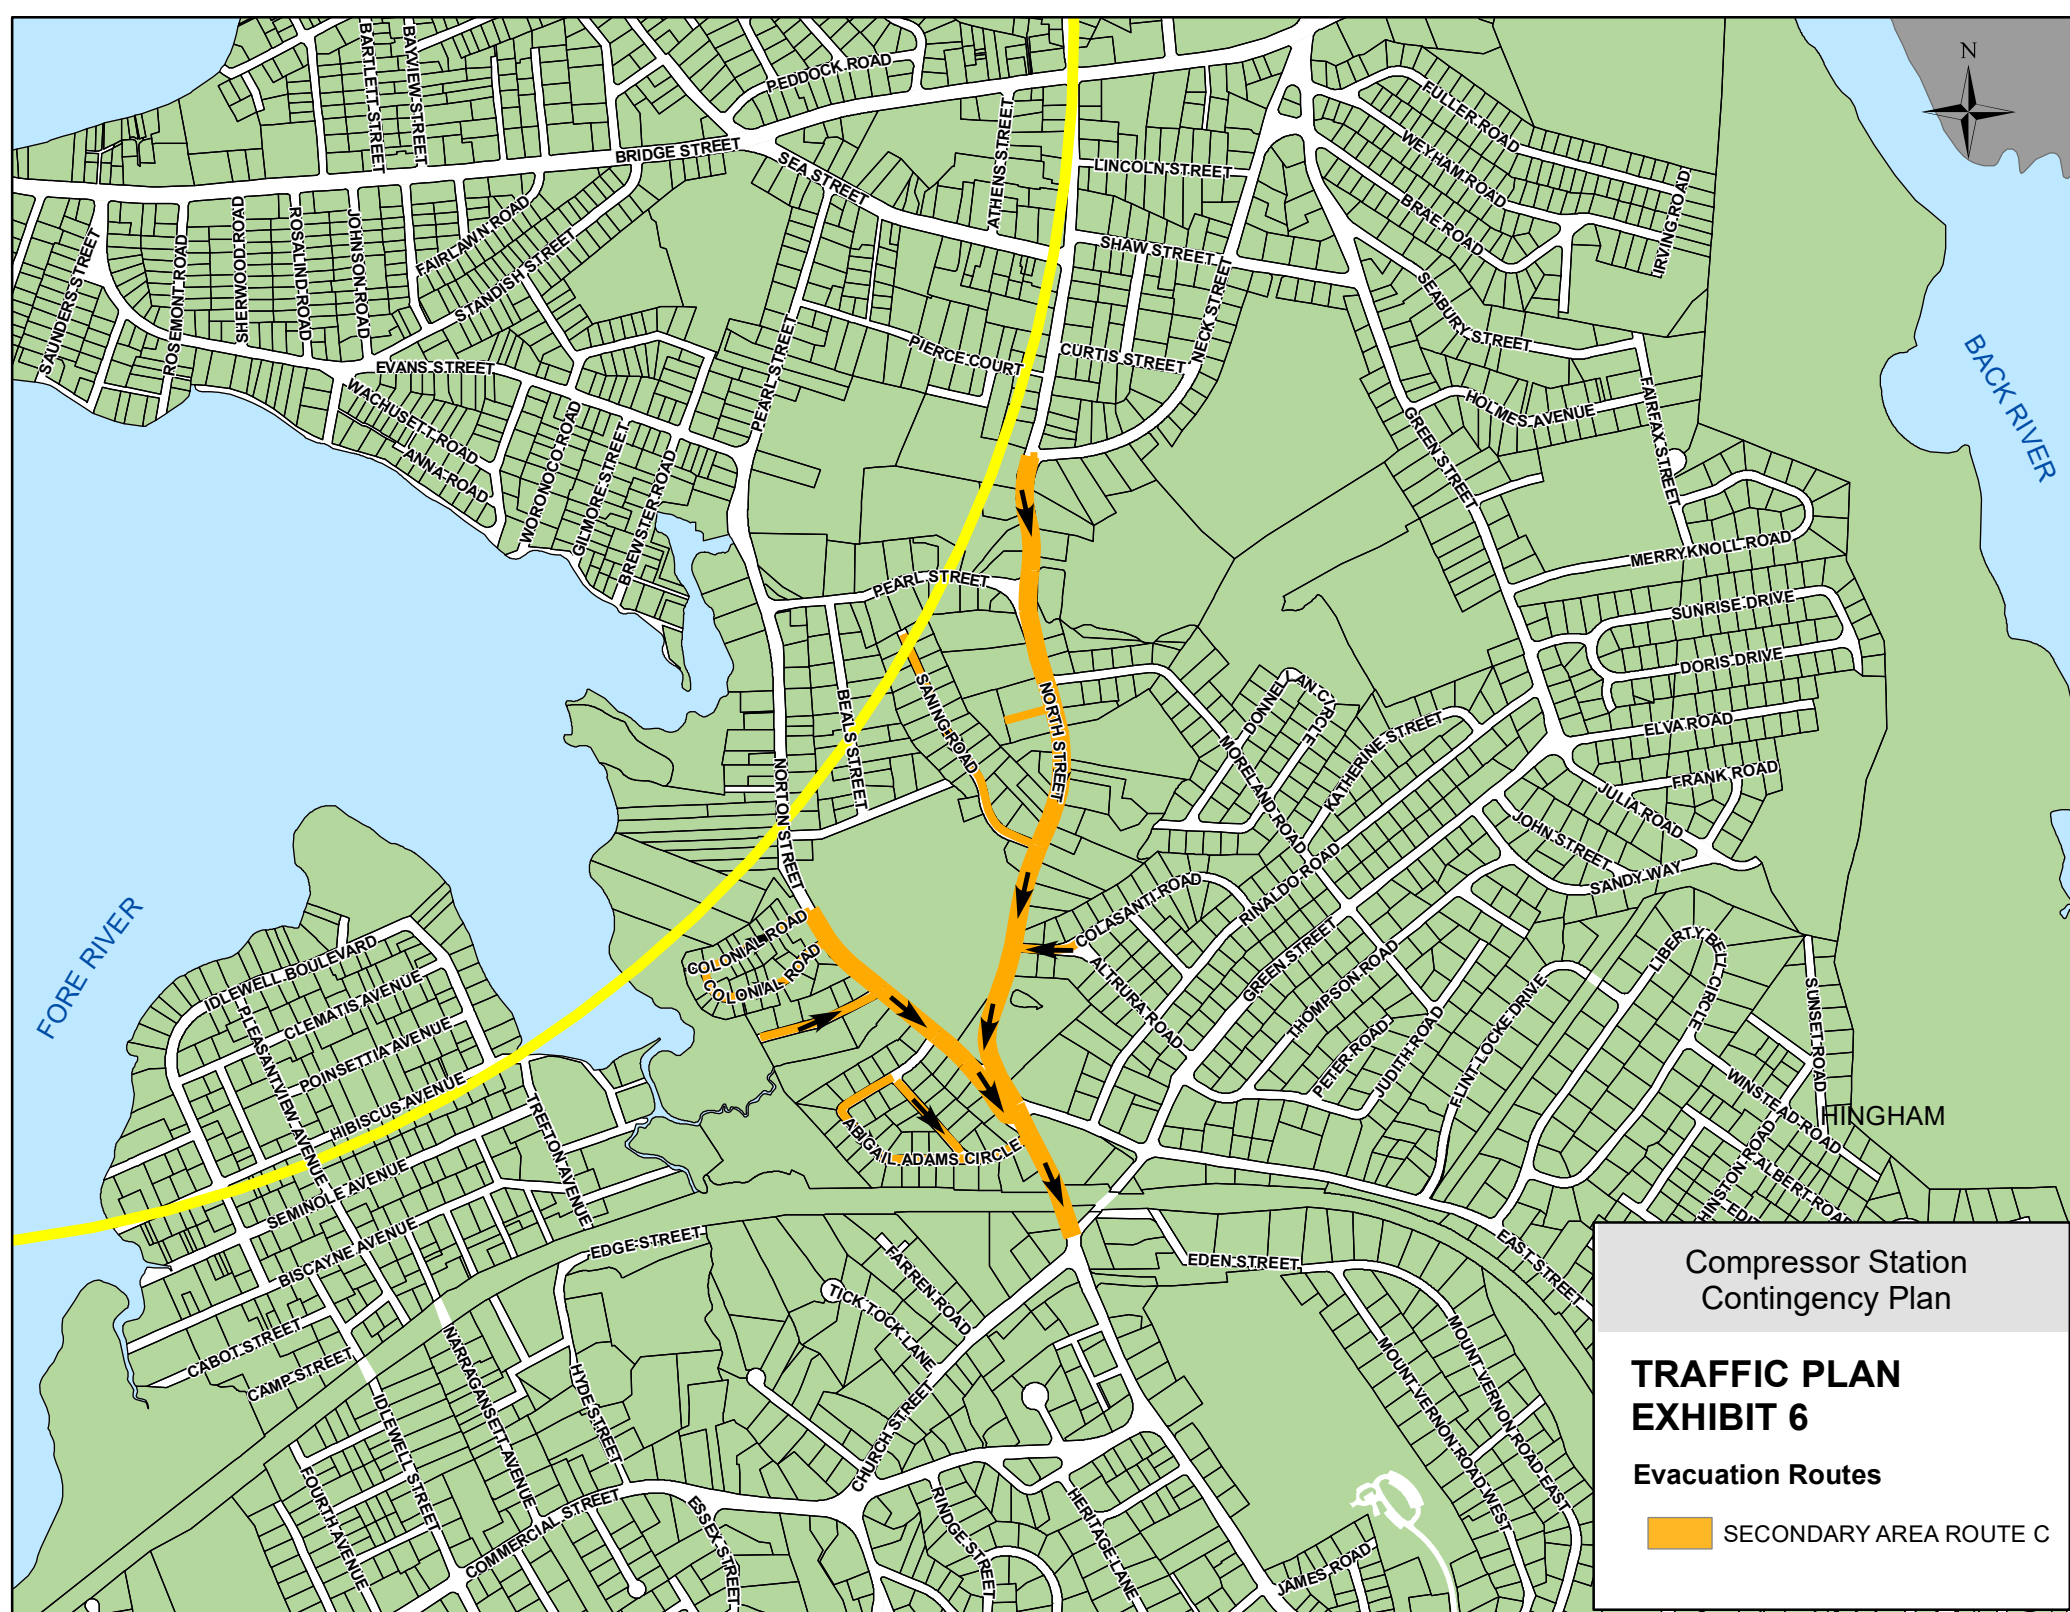 BARTLETT STREET
BAYVIEW STREET
PEDDOCK ROAD
N
FULLER ROAD
WEYHAM ROAD
BRIDGE STREET
SEA STREET
ATHENS STREET
LINCOLN STREET
BRAE ROAD
IRVING ROAD
SHERWOOD ROAD
ROSALIND ROAD
JOHNSON ROAD
FAIRLAWN ROAD
STANDISH STREET
SAUNDERS STREET
ROSEMONT ROAD
SHAW STREET
NECK STREET
SEABURY STREET
BACK RIVER
EVANS STREET
PEARL STREET
PIERCE COURT
CURTIS STREET
WACHUSETT ROAD
ANNA ROAD
WORONOCO ROAD
GILMORE STREET
BREWSTER ROAD
HOLMES AVENUE
FAIRFAX STREET
GREEN STREET
MERRYKNOLL ROAD
PEARL STREET
SUNRISE DRIVE
DORIS DRIVE
SANING ROAD
BEALS STREET
NORTH STREET
DONNELLAN CIRCLE
MORELAND ROAD
KATHERINE STREET
ELVA ROAD
NORTON STREET
FRANK ROAD
JULIA ROAD
JOHN STREET
SANDY WAY
COLASANTI ROAD
RINALDO ROAD
FORE RIVER
IDLEWELL BOULEVARD
COLONIAL ROAD
COLONIAL ROAD
ALTRURA ROAD
GREEN STREET
THOMPSON ROAD
LIBERTY BELL CIRCLE
SUNSET ROAD
CLEMATIS AVENUE
PLEASANTVIEW AVENUE
POINSETTIA AVENUE
HIBISCUS AVENUE
TREFTON AVENUE
PETER ROAD
JUDITH ROAD
FLINT LOCKE DRIVE
WINSTEAD ROAD
HINGHAM
ABIGAIL ADAMS CIRCLE
SEMINOLE AVENUE
BISCAYNE AVENUE
ALBERT ROAD
EDGE STREET
FARREN ROAD
EDEN STREET
EAST STREET
TICK TOCK LANE
CABOT STREET
CAMP STREET
NARRAGANSETT AVENUE
HYDE STREET
IDLEWELL STREET
CHURCH STREET
MOUNT VERNON ROAD WEST
MOUNT VERNON ROAD EAST
FOURTH AVENUE
COMMERCIAL STREET
ESSEX STREET
RINDGE STREET
HERITAGE LANE
JAMES ROAD
Compressor Station
Contingency Plan
TRAFFIC PLAN
EXHIBIT 6
Evacuation Routes
SECONDARY AREA ROUTE C